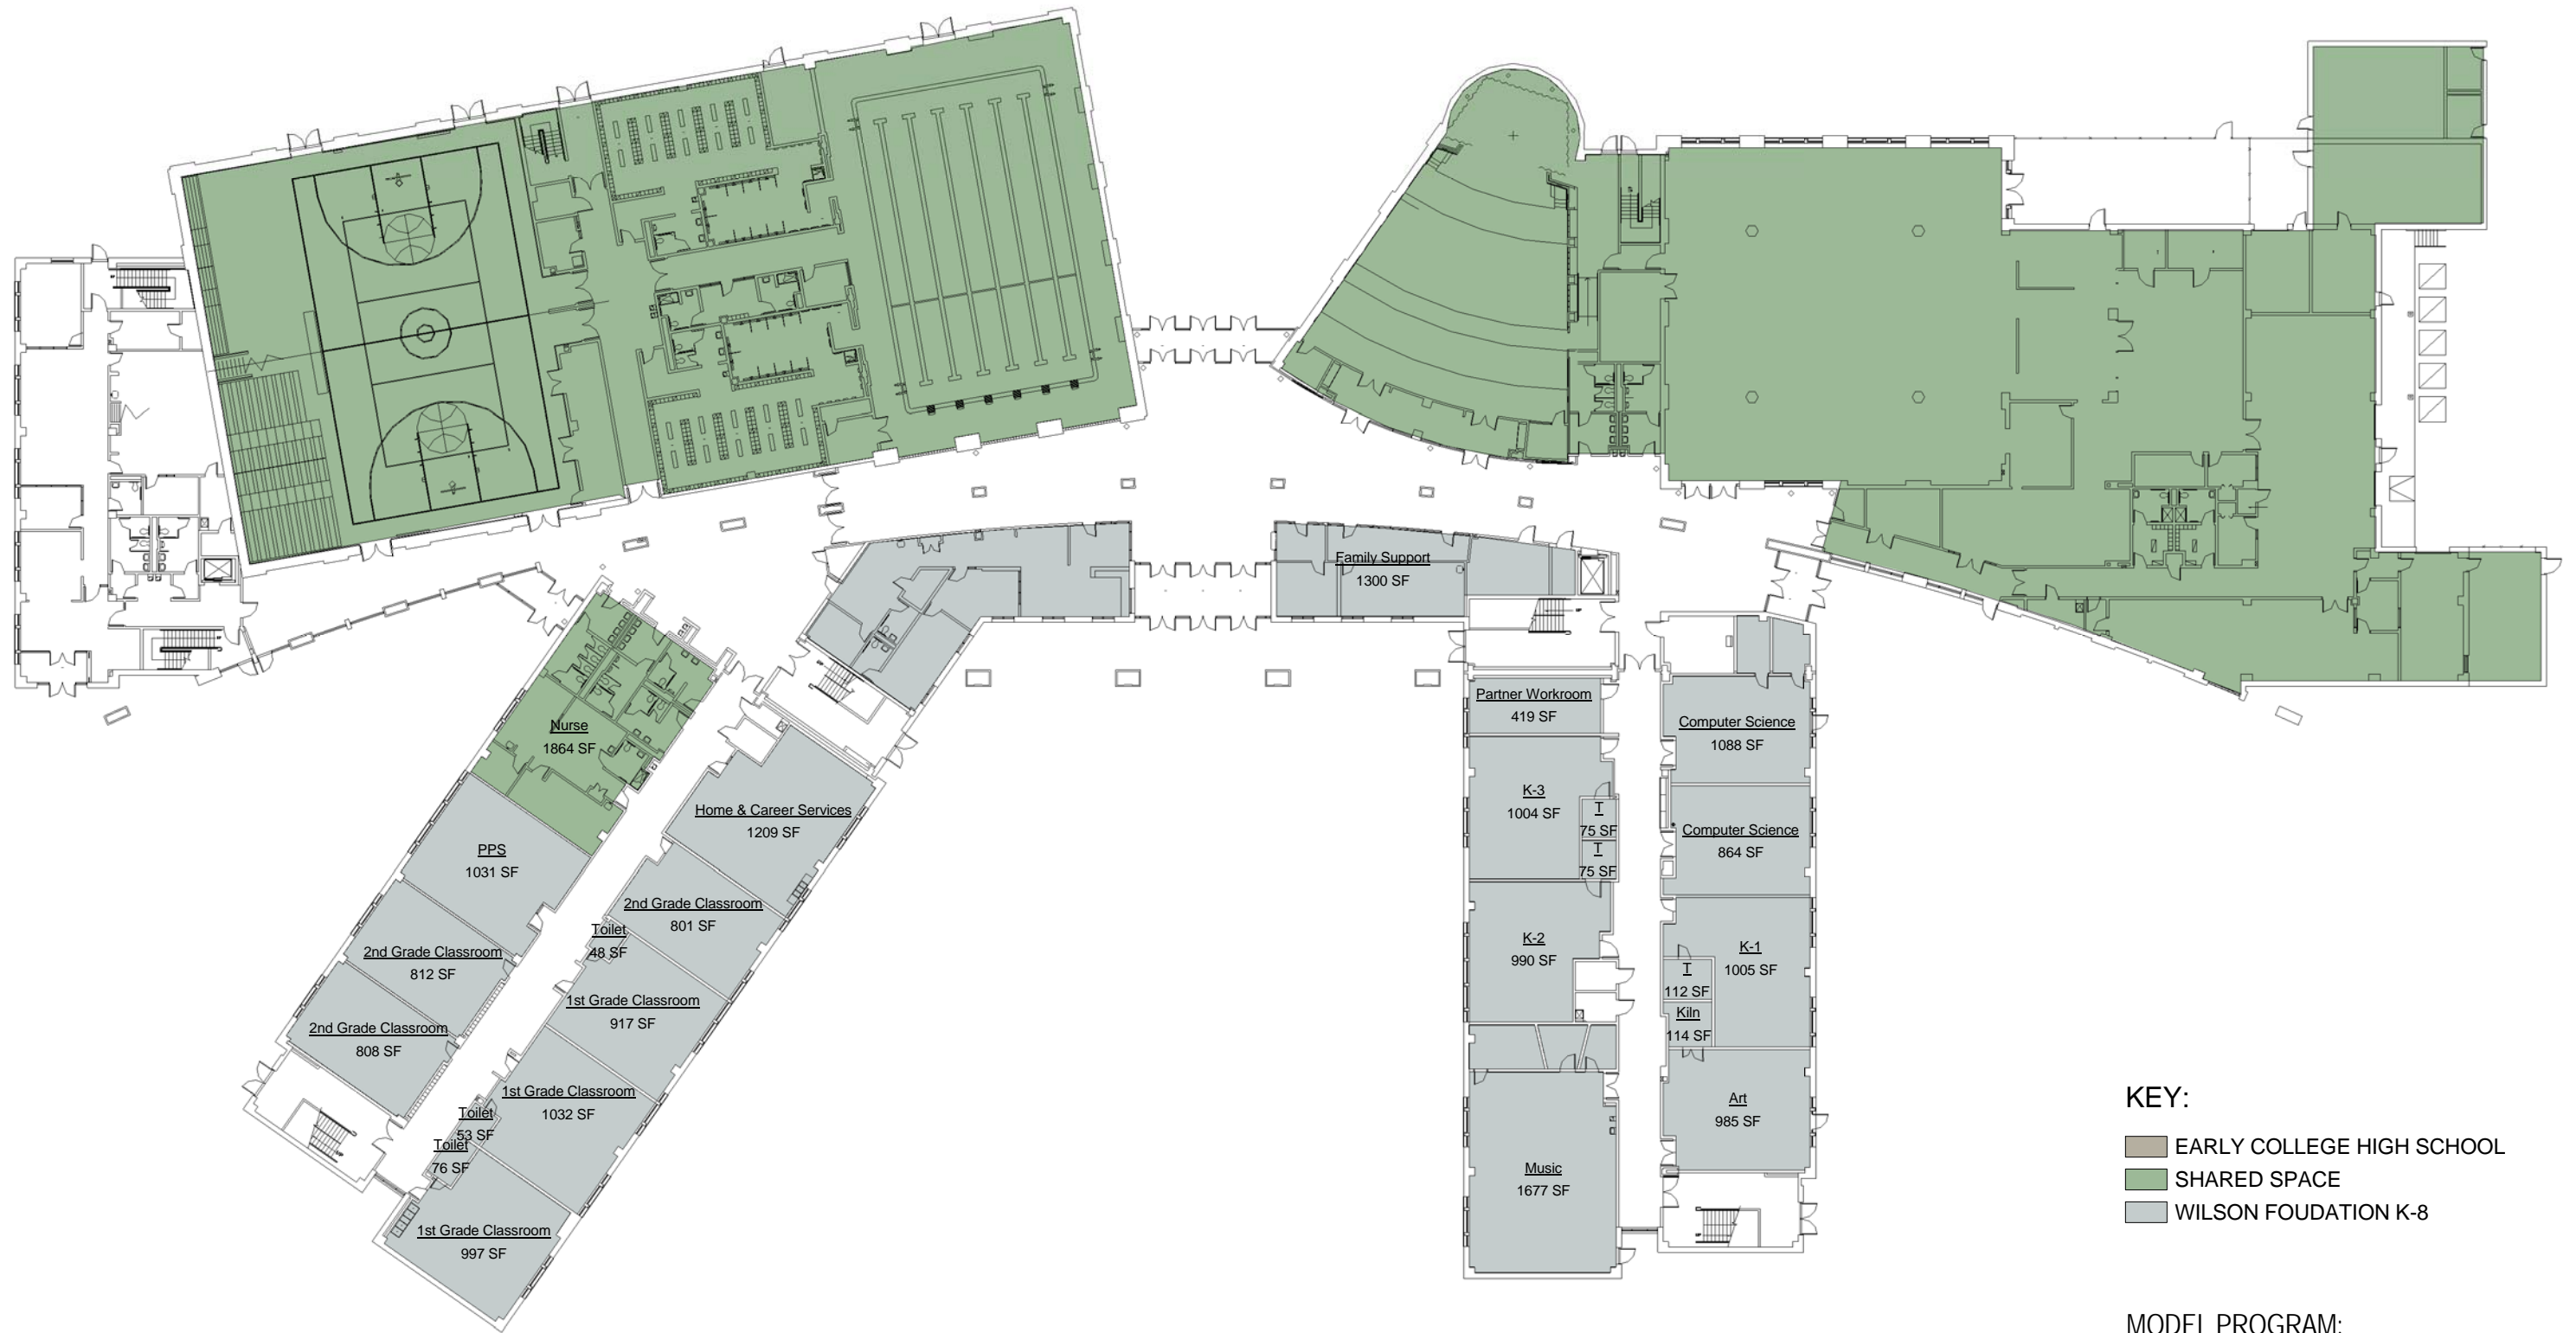 Family Support
1300 SF
Nurse
1864 SF
Home & Career Services
1209 SF
PPS
1031 SF
2nd Grade Classroom
801 SF
Toilet
48 SF
2nd Grade Classroom
812 SF
1st Grade Classroom
917 SF
2nd Grade Classroom
808 SF
1st Grade Classroom
1032 SF
Toilet
53 SF
Toilet
76 SF
1st Grade Classroom
997 SF
Partner Workroom
419 SF
Computer Science
1088 SF
K-3
1004 SF
T
75 SF
T
75 SF
Computer Science
864 SF
K-2
990 SF
K-1
1005 SF
T
112 SF
Kiln
114 SF
Art
985 SF
Music
1677 SF
KEY:
EARLY COLLEGE HIGH SCHOOL
SHARED SPACE
WILSON FOUDATION K-8
MODEL PROGRAM: